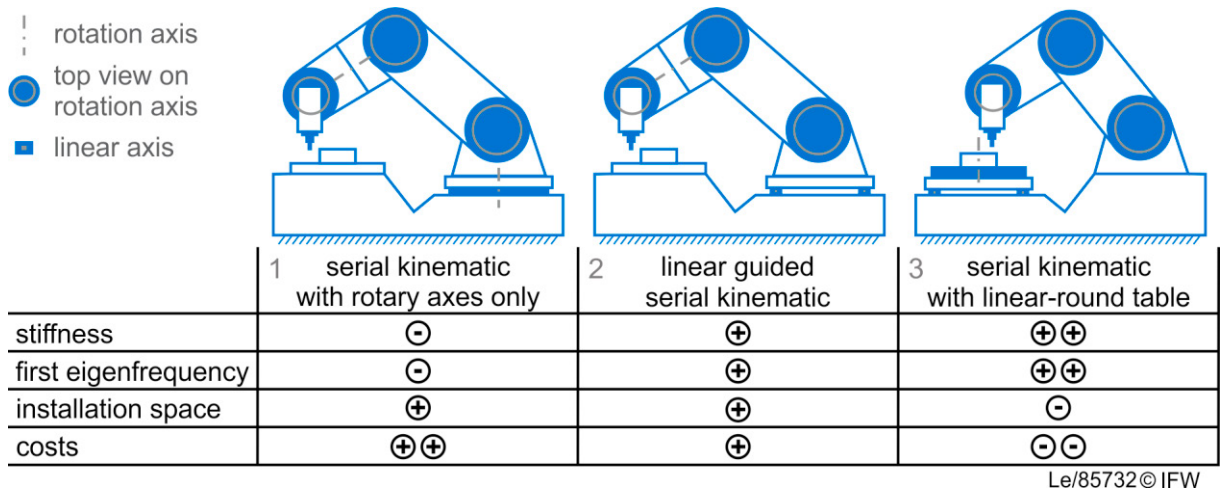 rotation axis
top view on
rotation axis
linear axis
1 serial kinematic
with rotary axes only
2 linear guided
serial kinematic
3 serial kinematic
with linear-round table
stiffness ⊖ ⊕ ⊕⊕
first eigenfrequency ⊖ ⊕ ⊕⊕
installation space ⊕ ⊕ ⊖
costs ⊕⊕ ⊕ ⊖⊖
Le/85732 © IFW